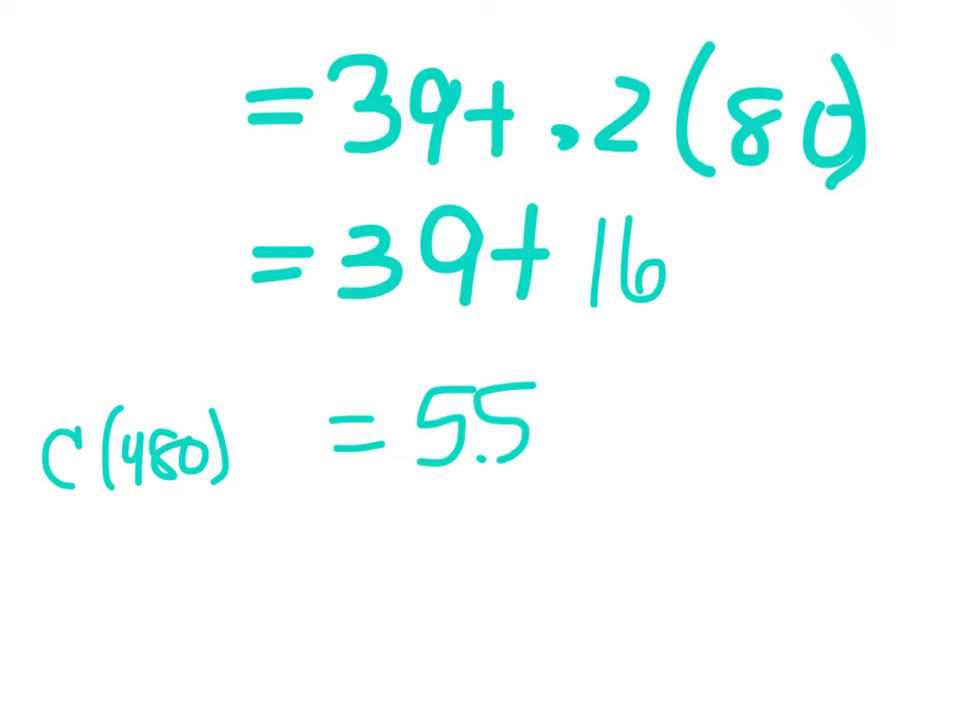 = 39 + .2 (80)
= 39 + 16
C (480) = 55.